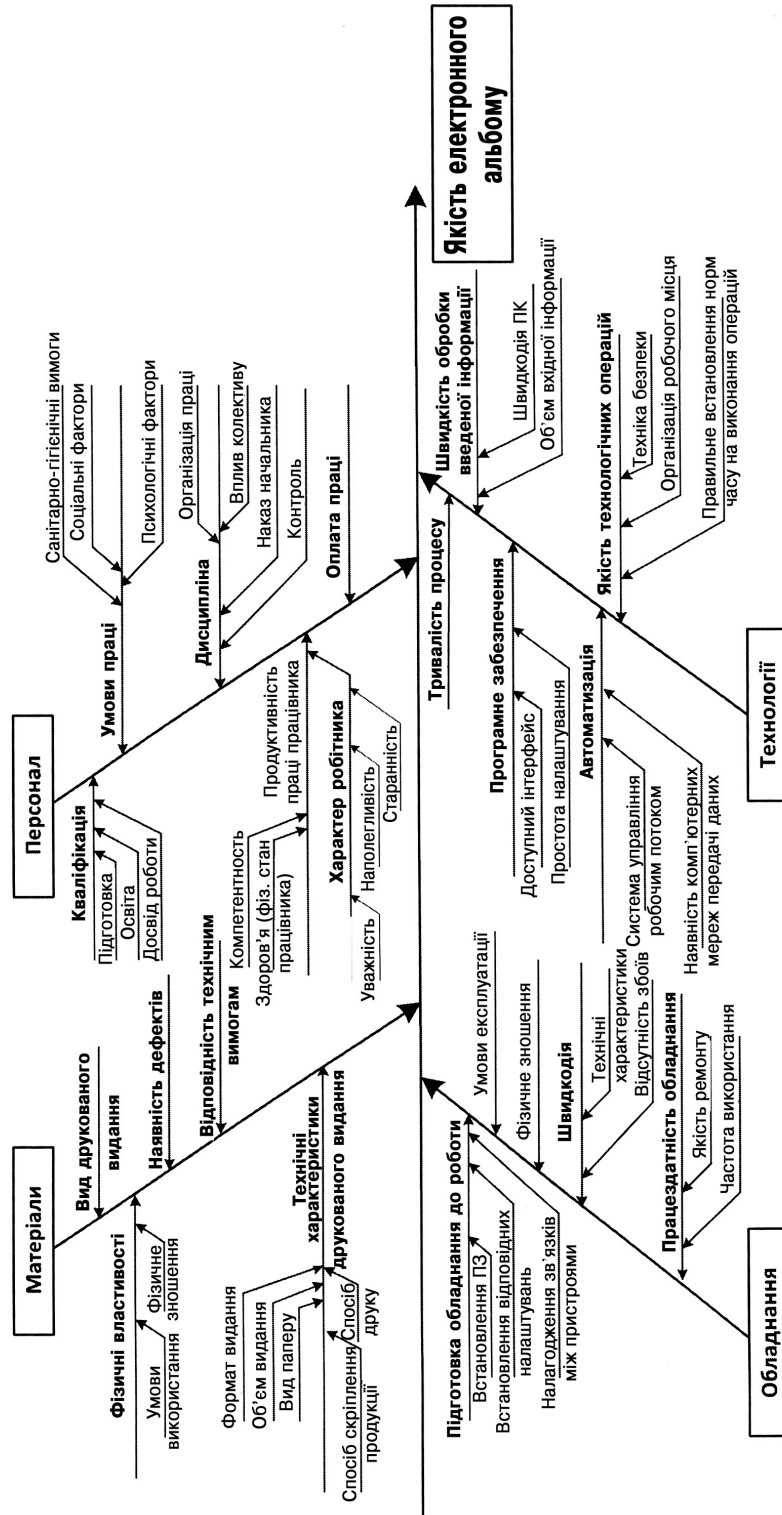 Матеріали
Вид друкованого
видання
Фізичні властивості
Умови
використання
Фізичне
зношення
Наявність дефектів
Відповідність технічним
вимогам
Технічні
характеристики
друкованого видання
Формат видання
Об'єм видання
Вид паперу
Спосіб скріплення
продукції
Спосіб
друку
Персонал
Кваліфікація
Підготовка
Освіта
Досвід роботи
Умови праці
Санітарно-гігієнічні вимоги
Соціальні фактори
Психологічні фактори
Дисципліна
Організація праці
Вплив колективу
Наказ начальника
Контроль
Продуктивність
праці працівника
Компетентность
Здоров'я (фіз. стан
працівника)
Характер робітника
Уважність
Наполегливість
Старанність
Оплата праці
Якість електронного
альбому
Обладнання
Підготовка обладнання до роботи
Встановлення ПЗ
Встановлення відповідних
налаштувань
Налагодження зв'язків
між пристроями
Умови експлуатації
Фізичне зношення
Швидкодія
Технічні
характеристики
Відсутність збоїв
Працездатність обладнання
Якість ремонту
Частота використання
Технології
Тривалість процесу
Швидкість обробки
введеної інформації
Швидкодія ПК
Об'єм вхідної інформації
Програмне забезпечення
Доступний інтерфейс
Простота налаштування
Автоматизація
Система управління
робочим потоком
Наявність комп'ютерних
мереж передачі даних
Якість технологічних операцій
Техніка безпеки
Організація робочого місця
Правильне встановлення норм
часу на виконання операцій